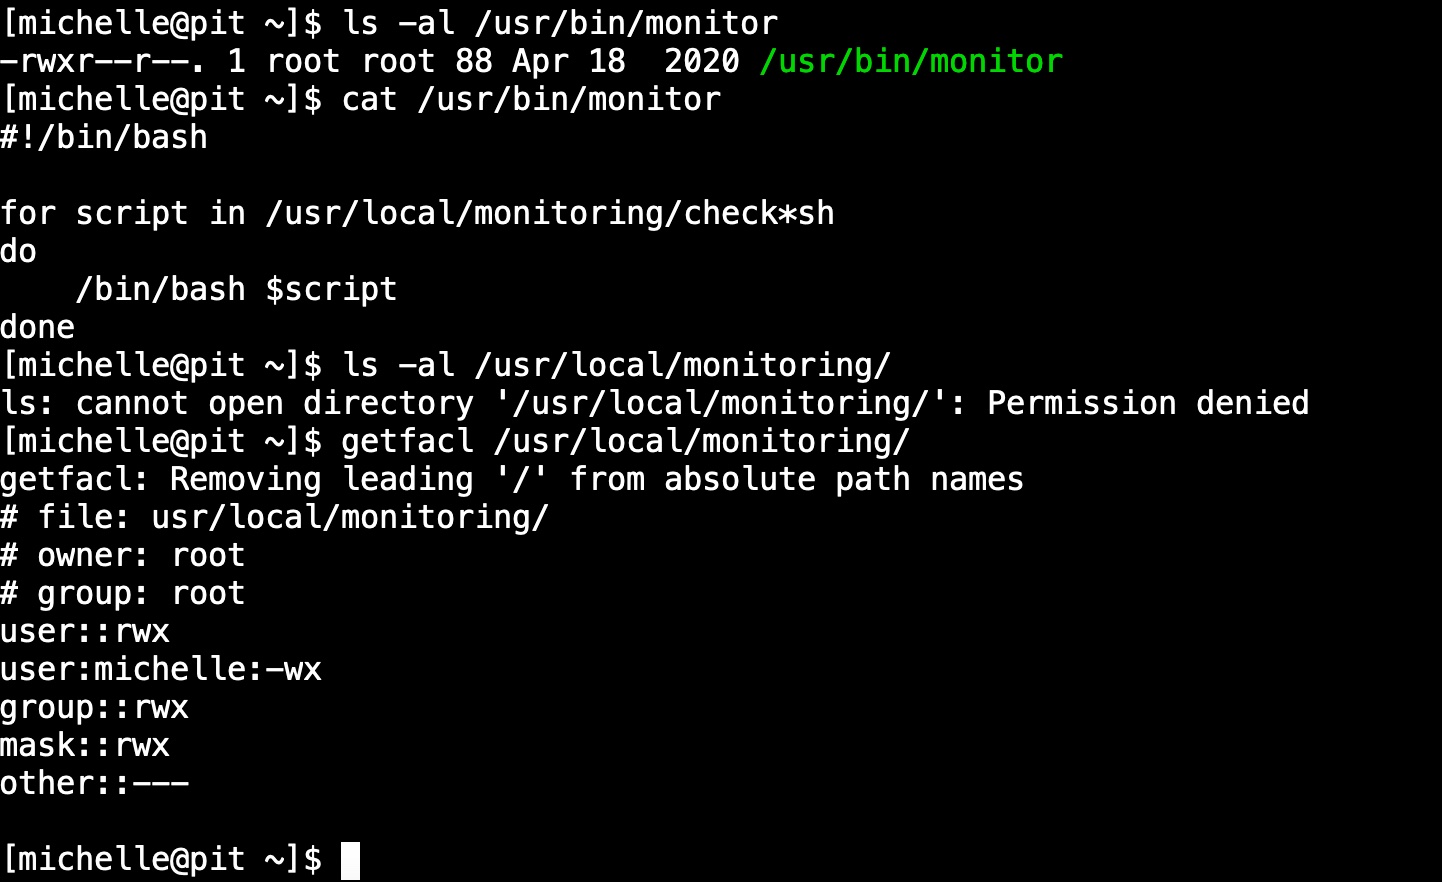 [michelle@pit ~]$ ls -al /usr/bin/monitor
-rwxr--r--. 1 root root 88 Apr 18  2020 /usr/bin/monitor
[michelle@pit ~]$ cat /usr/bin/monitor
#!/bin/bash

for script in /usr/local/monitoring/check*sh
do
    /bin/bash $script
done
[michelle@pit ~]$ ls -al /usr/local/monitoring/
ls: cannot open directory '/usr/local/monitoring/': Permission denied
[michelle@pit ~]$ getfacl /usr/local/monitoring/
getfacl: Removing leading '/' from absolute path names
# file: usr/local/monitoring/
# owner: root
# group: root
user::rwx
user:michelle:-wx
group::rwx
mask::rwx
other::---

[michelle@pit ~]$